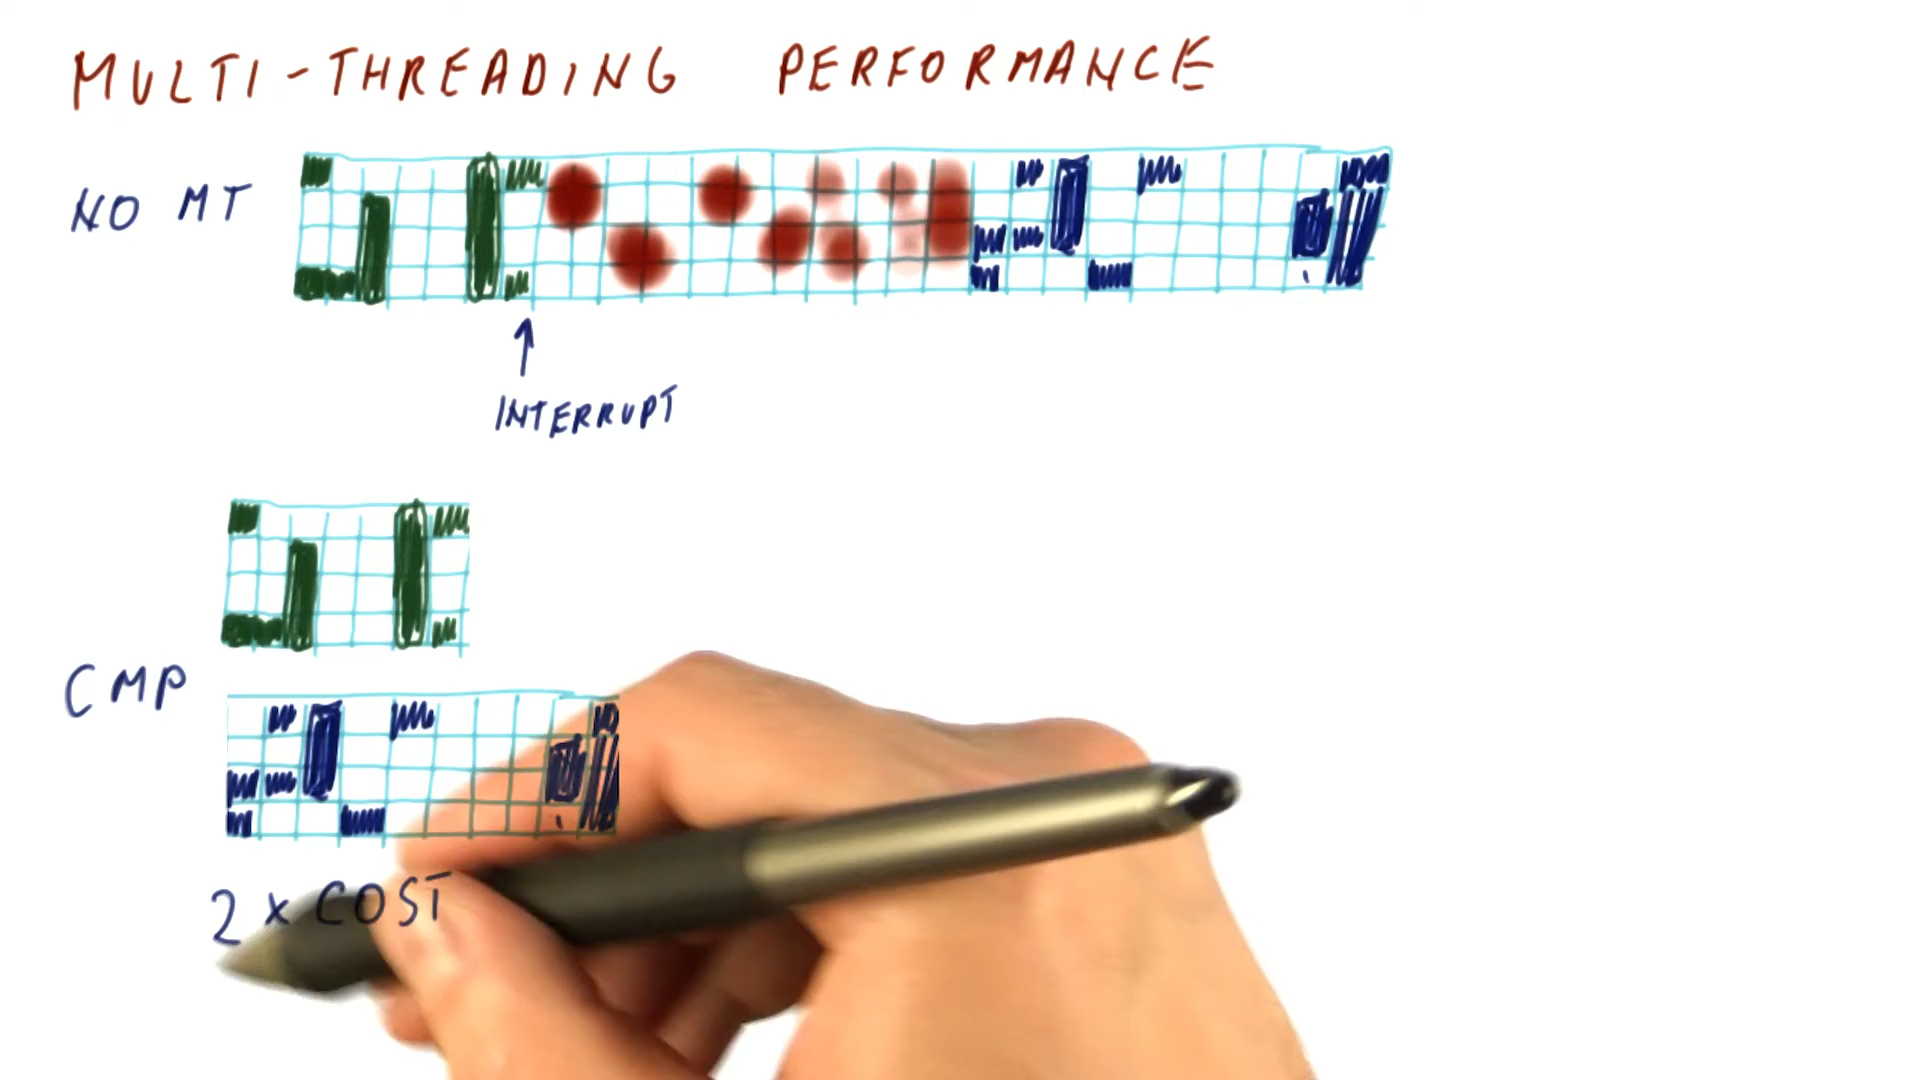 MULTI-THREADING PERFORMANCE
NO MT
INTERRUPT
CMP
2 x COST